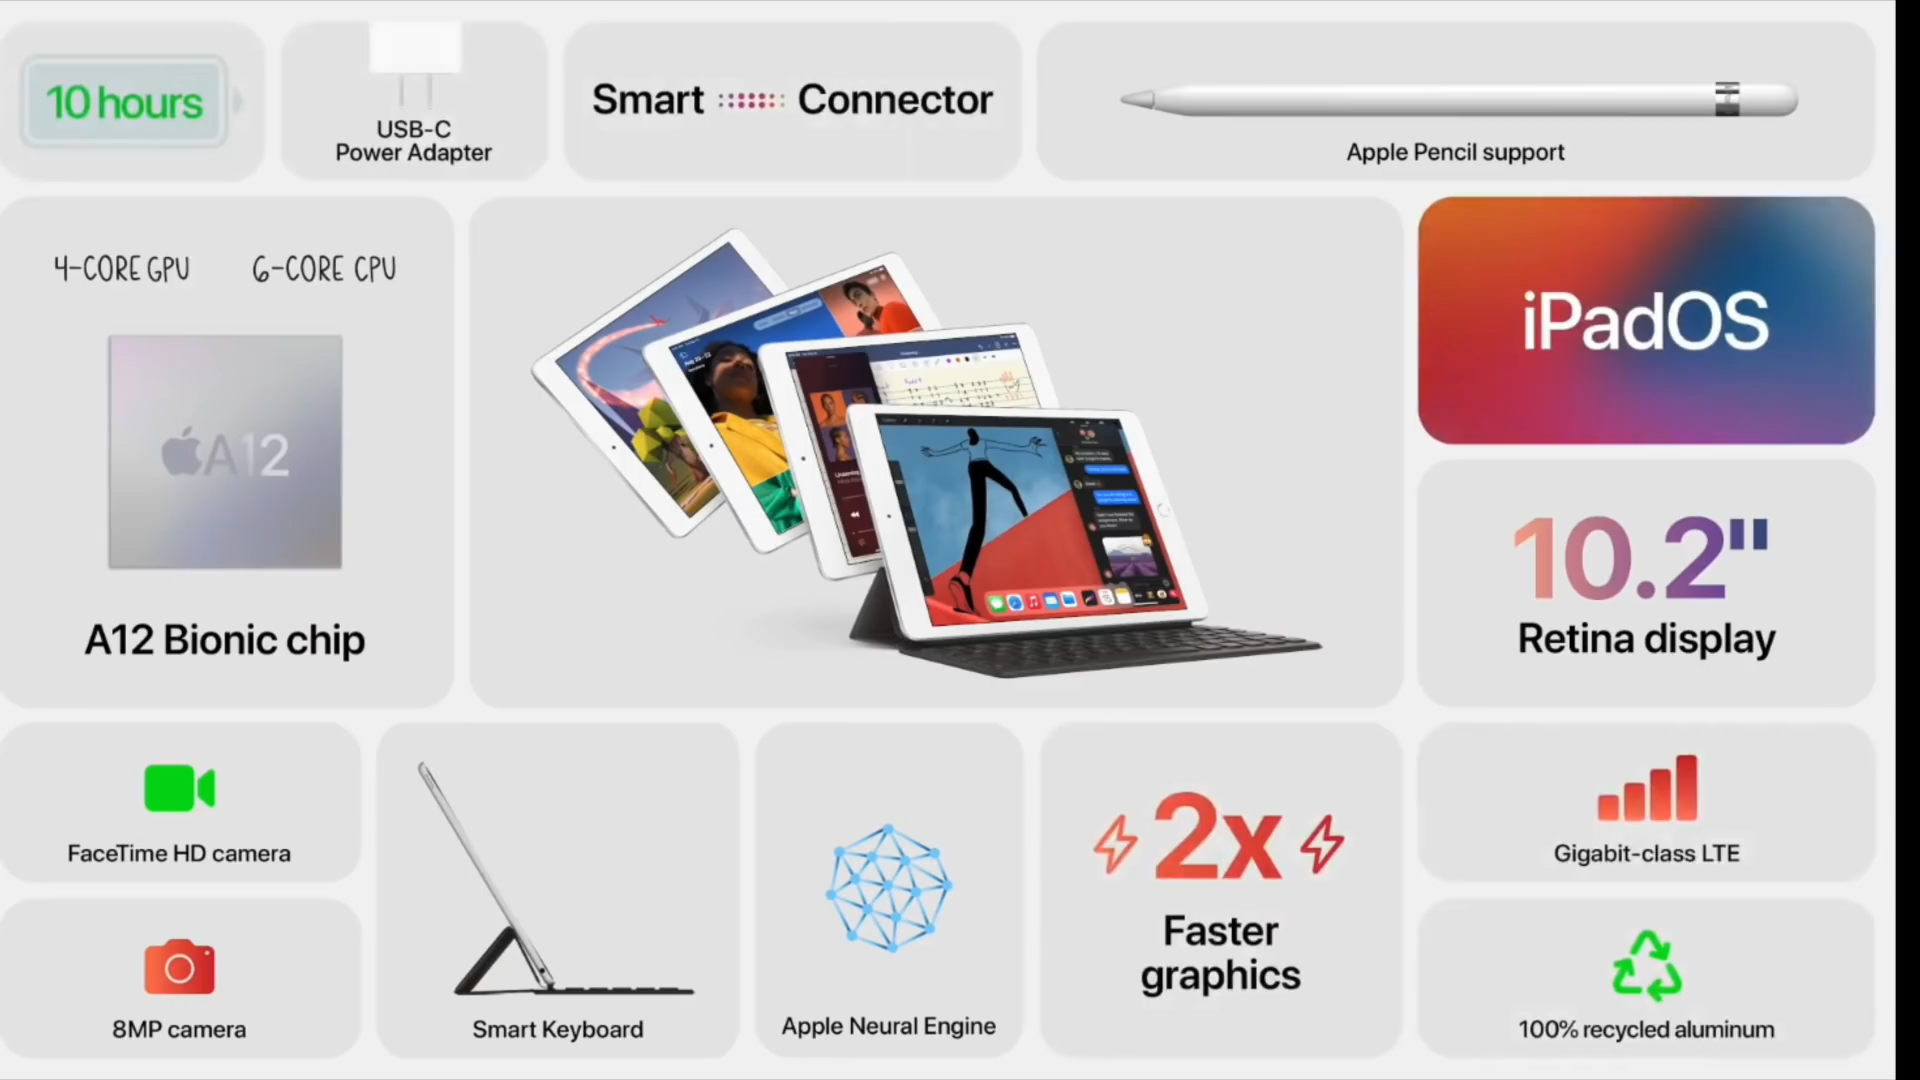 10 hours
USB-C
Power Adapter
Smart Connector
Apple Pencil support
4-CORE GPU 6-CORE CPU
A12
A12 Bionic chip
iPadOS
10.2"
Retina display
FaceTime HD camera
8MP camera
Smart Keyboard
Apple Neural Engine
2x
Faster
graphics
Gigabit-class LTE
100% recycled aluminum